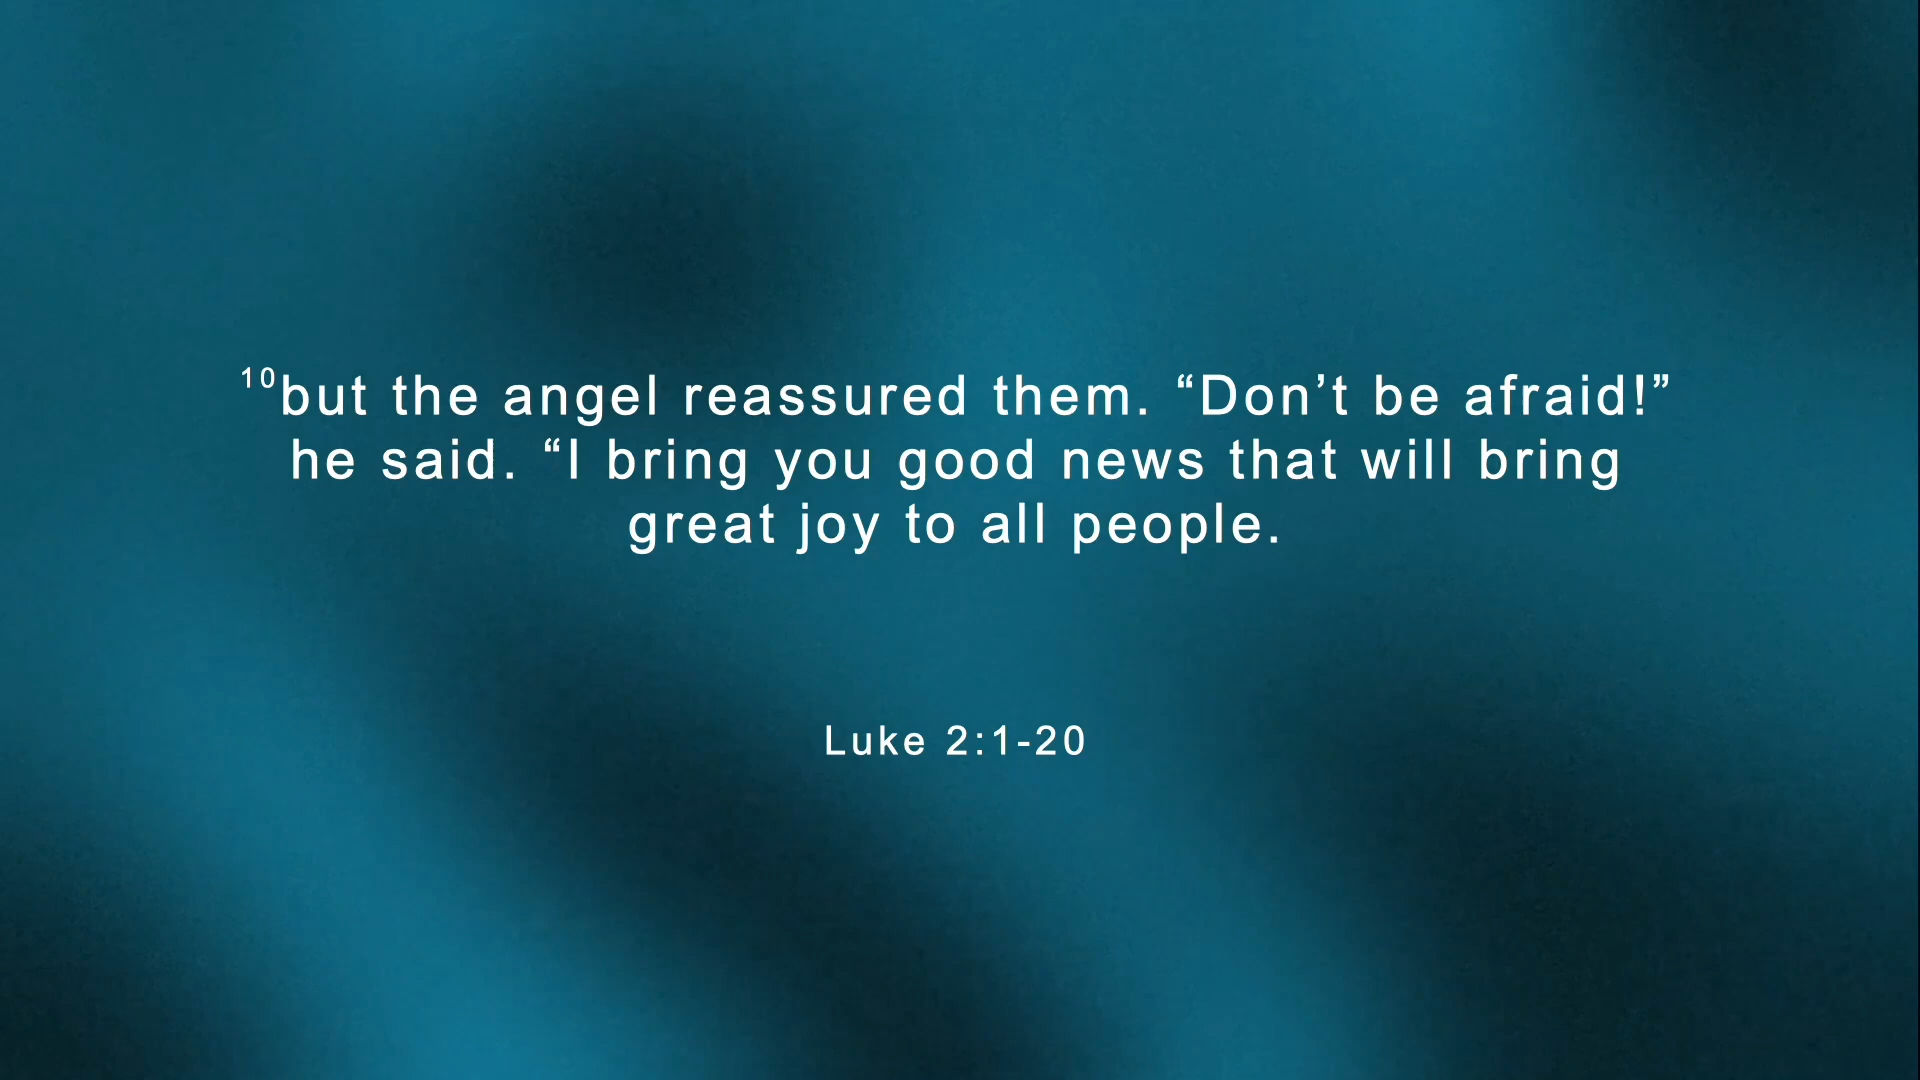 10but the angel reassured them. “Don’t be afraid!”
he said. “I bring you good news that will bring
great joy to all people.
Luke 2:1-20